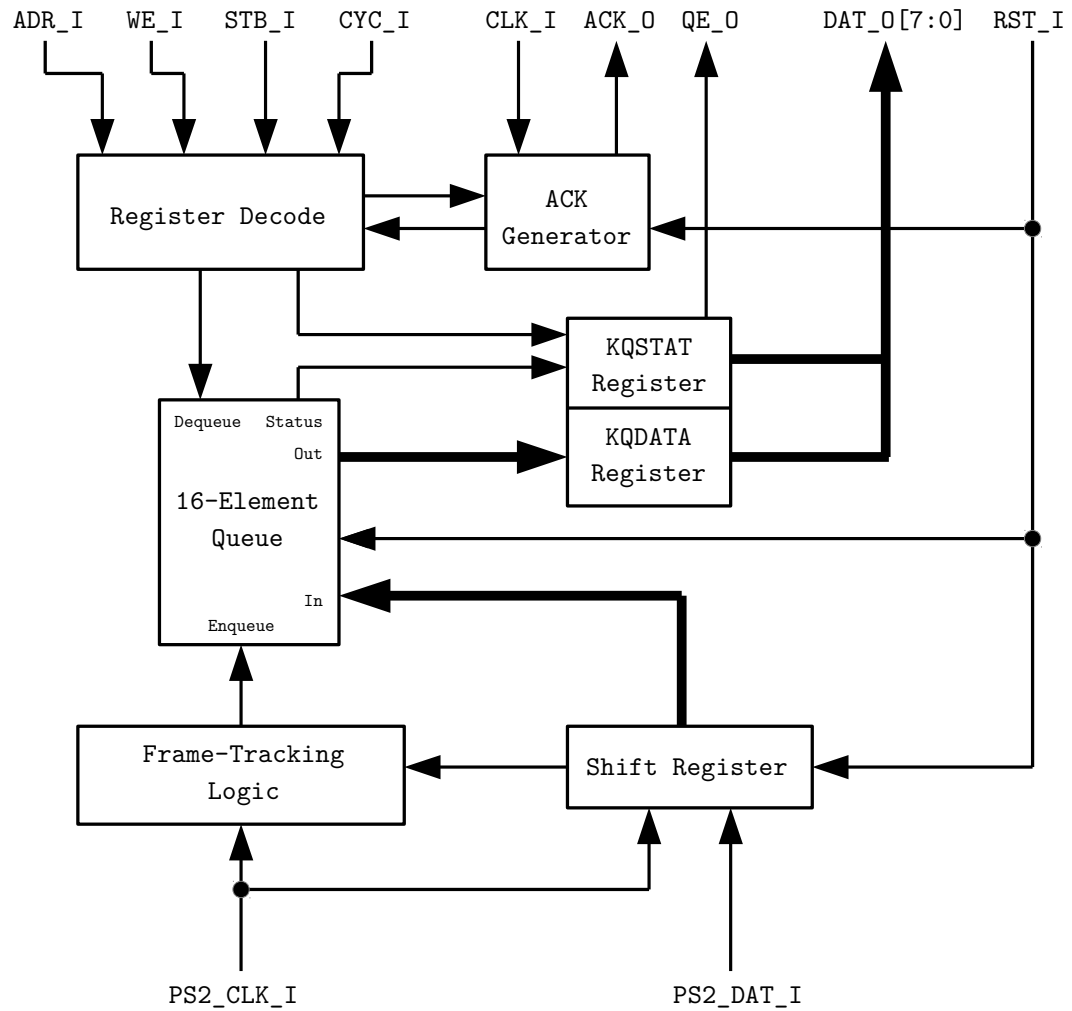 ADR_I WE_I STB_I CYC_I CLK_I ACK_O QE_O DAT_O[7:0] RST_I
Register Decode
ACK
Generator
KQSTAT
Register
KQDATA
Register
Dequeue Status
Out
16-Element
Queue
In
Enqueue
Frame-Tracking
Logic
Shift Register
PS2_CLK_I PS2_DAT_I